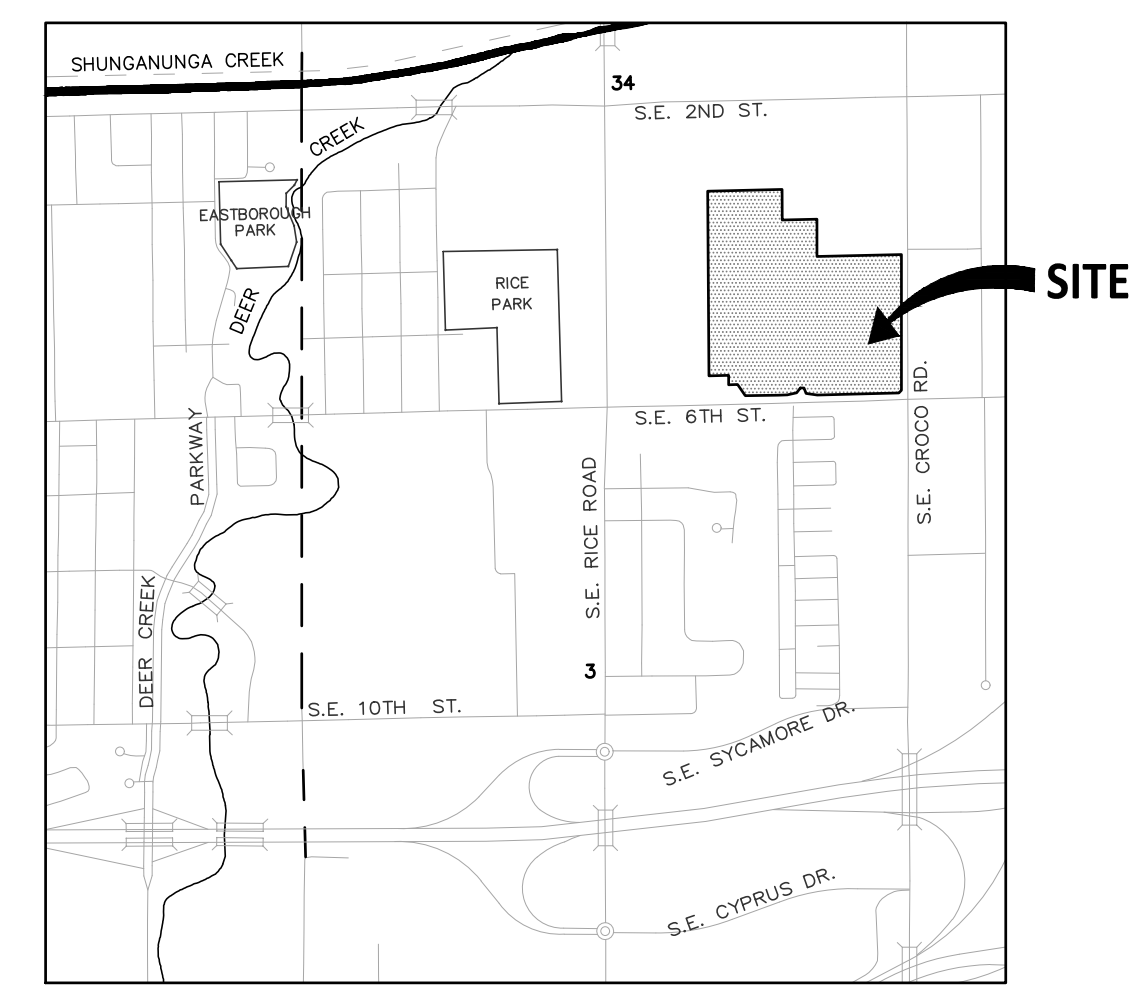 SHUNGANUNGA CREEK
34
S.E. 2ND ST.
CREEK
EASTBOROUGH
PARK
DEER
RICE
PARK
SITE
S.E. CROCO RD.
S.E. 6TH ST.
PARKWAY
DEER CREEK
S.E. RICE ROAD
3
S.E. 10TH ST.
S.E. SYCAMORE DR.
S.E. CYPRUS DR.